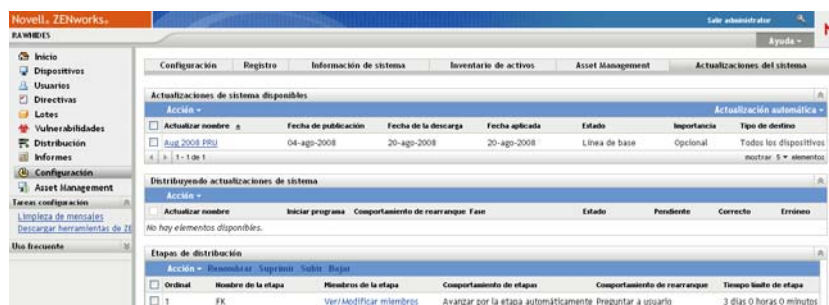 Novell® ZENworks®
Salir administrator
RAWHIDES
Ayuda
Inicio
Dispositivos
Usuarios
Directivas
Lotes
Vulnerabilidades
Distribución
Informes
Configuración
Asset Management
Tareas configuración
Limpieza de mensajes
Descargar herramientas de ZE
Uso frecuente
Configuración Registro Información de sistema Inventario de activos Asset Management Actualizaciones del sistema
Actualizaciones de sistema disponibles
Acción Actualización automática
Actualizar nombre Fecha de publicación Fecha de la descarga Fecha aplicada Estado Importancia Tipo de destino
Aug 2008 PRU 04-ago-2008 20-ago-2008 20-ago-2008 Línea de base Opcional Todos los dispositivos
1 - 1 de 1 mostrar 5 elementos
Distribuyendo actualizaciones de sistema
Acción
Actualizar nombre Iniciar programa Comportamiento de rearranque Fase Estado Pendiente Correcto Erróneo
No hay elementos disponibles.
Etapas de distribución
Acción Renombrar Suprimir Subir Bajar
Ordinal Nombre de la etapa Miembros de la etapa Comportamiento de etapas Comportamiento de rearranque Tiempo límite de etapa
1 FK Ver/Modificar miembros Avanzar por la etapa automáticamente Preguntar a usuario 3 días 0 horas 0 minutos